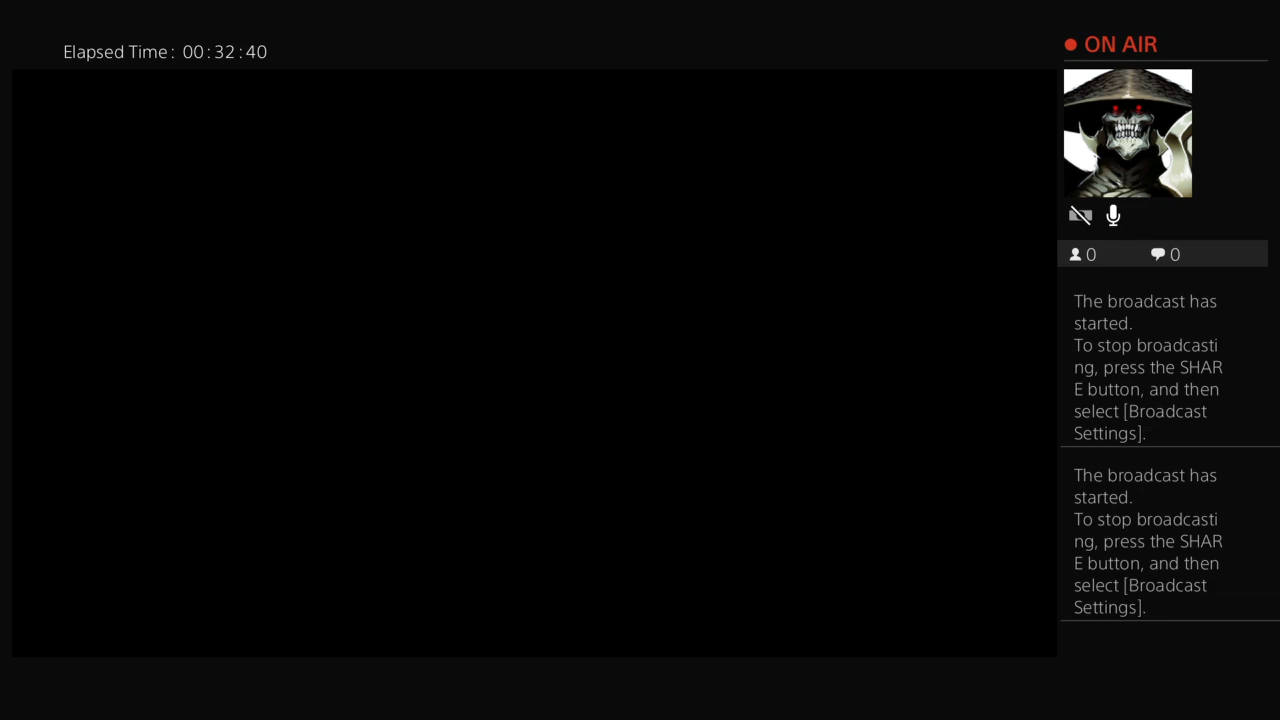 Elapsed Time: 00:32:40
ON AIR
0 0
The broadcast has
started.
To stop broadcasti
ng, press the SHAR
E button, and then
select [Broadcast
Settings].
The broadcast has
started.
To stop broadcasti
ng, press the SHAR
E button, and then
select [Broadcast
Settings].